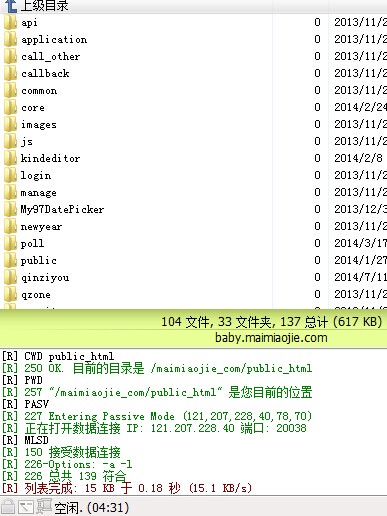 上级目录
api 0 2013/11/2
application 0 2013/11/2
call_other 0 2013/11/2
callback 0 2013/11/2
common 0 2013/11/2
core 0 2014/2/24
images 0 2013/11/2
js 0 2013/11/2
kindeditor 0 2014/2/8
login 0 2013/11/2
manage 0 2013/11/2
My97DatePicker 0 2013/12/3
newyear 0 2013/11/2
poll 0 2014/3/17
public 0 2014/1/27
qinziyou 0 2014/7/11
qzone 0 2013/11/2
104 文件, 33 文件夹, 137 总计 (617 KB)
baby.maimiaojie.com
[R] CWD public_html
[R] 250 OK. 目前的目录是 /maimiaojie_com/public_html
[R] PWD
[R] 257 "/maimiaojie_com/public_html" 是您目前的位置
[R] PASV
[R] 227 Entering Passive Mode (121,207,228,40,78,70)
[R] 正在打开数据连接 IP: 121.207.228.40 端口: 20038
[R] MLSD
[R] 150 接受数据连接
[R] 226-Options: -a -l
[R] 226 总共 139 符合
[R] 列表完成: 15 KB 于 0.18 秒 (15.1 KB/s)
空闲. (04:31)